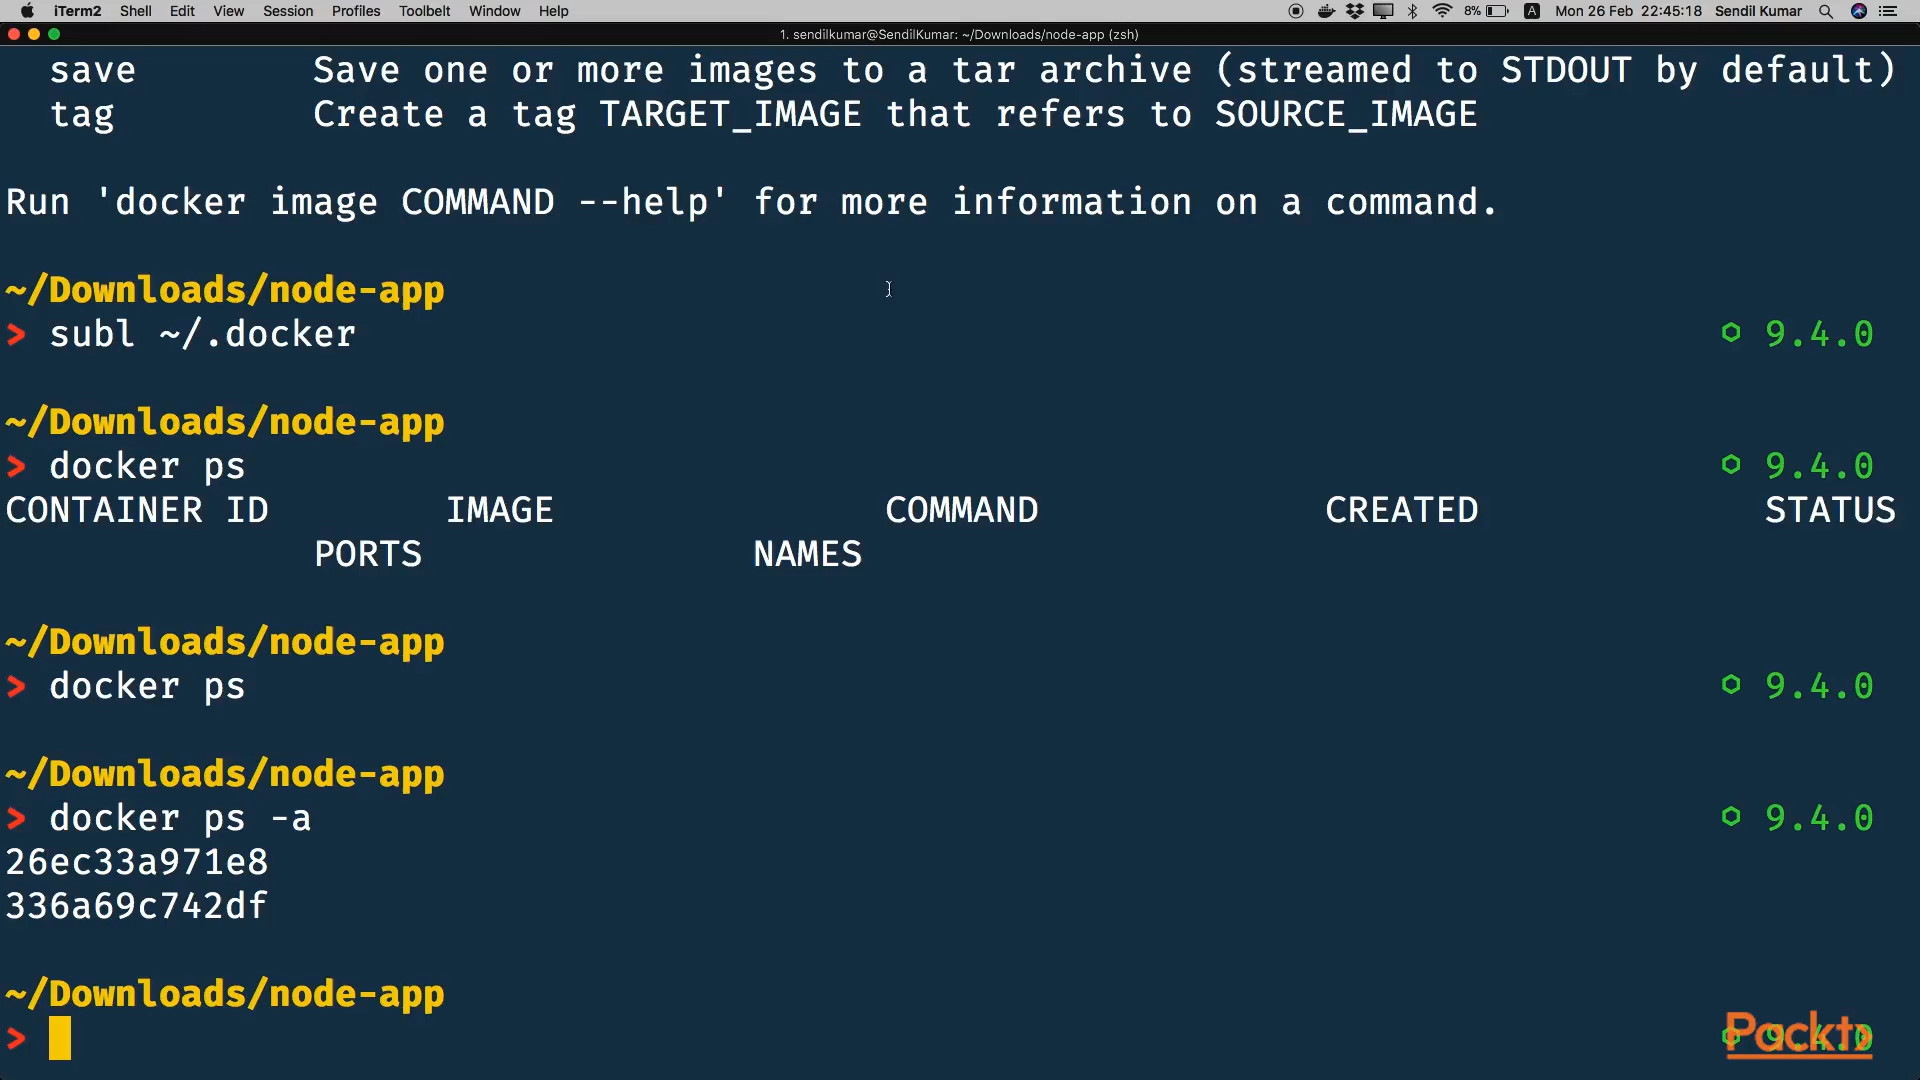 iTerm2 Shell Edit View Session Profiles Toolbelt Window Help 8% A Mon 26 Feb 22:45:18 Sendil Kumar
1. sendilkumar@SendilKumar: ~/Downloads/node-app (zsh)
save Save one or more images to a tar archive (streamed to STDOUT by default)
tag Create a tag TARGET_IMAGE that refers to SOURCE_IMAGE
Run 'docker image COMMAND --help' for more information on a command.
~/Downloads/node-app
> subl ~/.docker 9.4.0
~/Downloads/node-app
> docker ps 9.4.0
CONTAINER ID IMAGE COMMAND CREATED STATUS
PORTS NAMES
~/Downloads/node-app
> docker ps 9.4.0
~/Downloads/node-app
> docker ps -a 9.4.0
26ec33a971e8
336a69c742df
~/Downloads/node-app
> 9.4.0
Packt